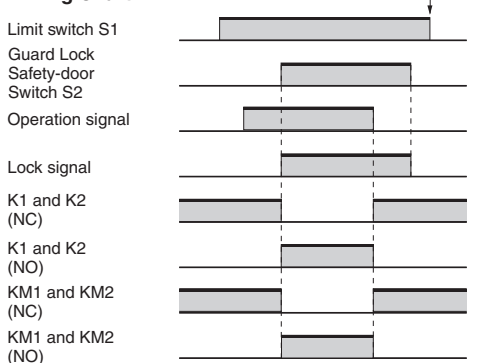 Limit switch S1
Guard Lock
Safety-door
Switch S2
Operation signal
Lock signal
K1 and K2
(NC)
K1 and K2
(NO)
KM1 and KM2
(NC)
KM1 and KM2
(NO)